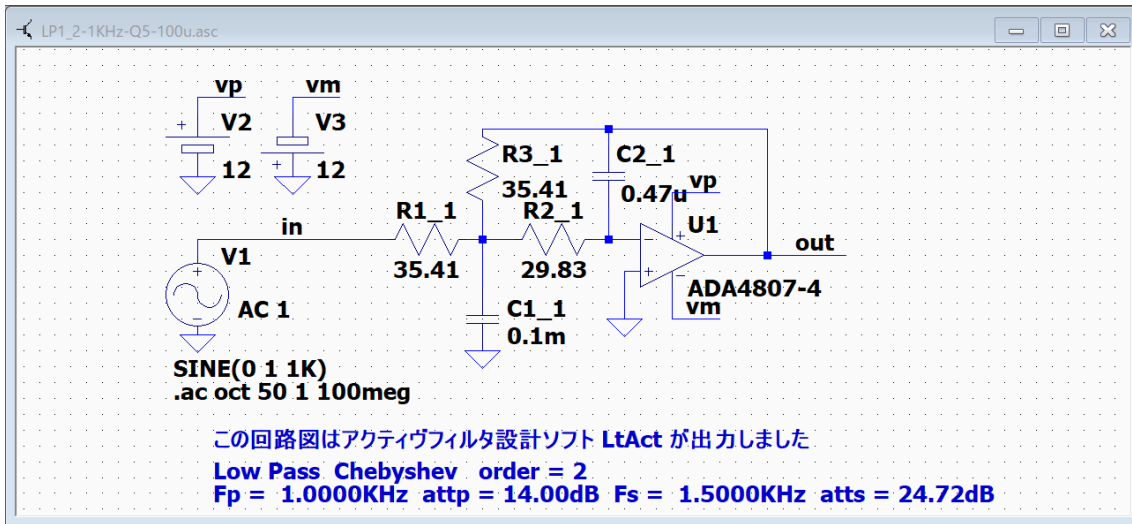 LP1_2-1KHz-Q5-100u.asc
vp
vm
V2
V3
12
12
R3_1
35.41
C2_1
0.47u
vp
in
R1_1
35.41
R2_1
29.83
U1
out
ADA4807-4
vm
V1
AC 1
C1_1
0.1m
SINE(0 1 1K)
.ac oct 50 1 100meg
この回路図はアクティヴフィルタ設計ソフト LtAct が出力しました
Low Pass Chebyshev order = 2
Fp = 1.0000KHz attp = 14.00dB Fs = 1.5000KHz atts = 24.72dB